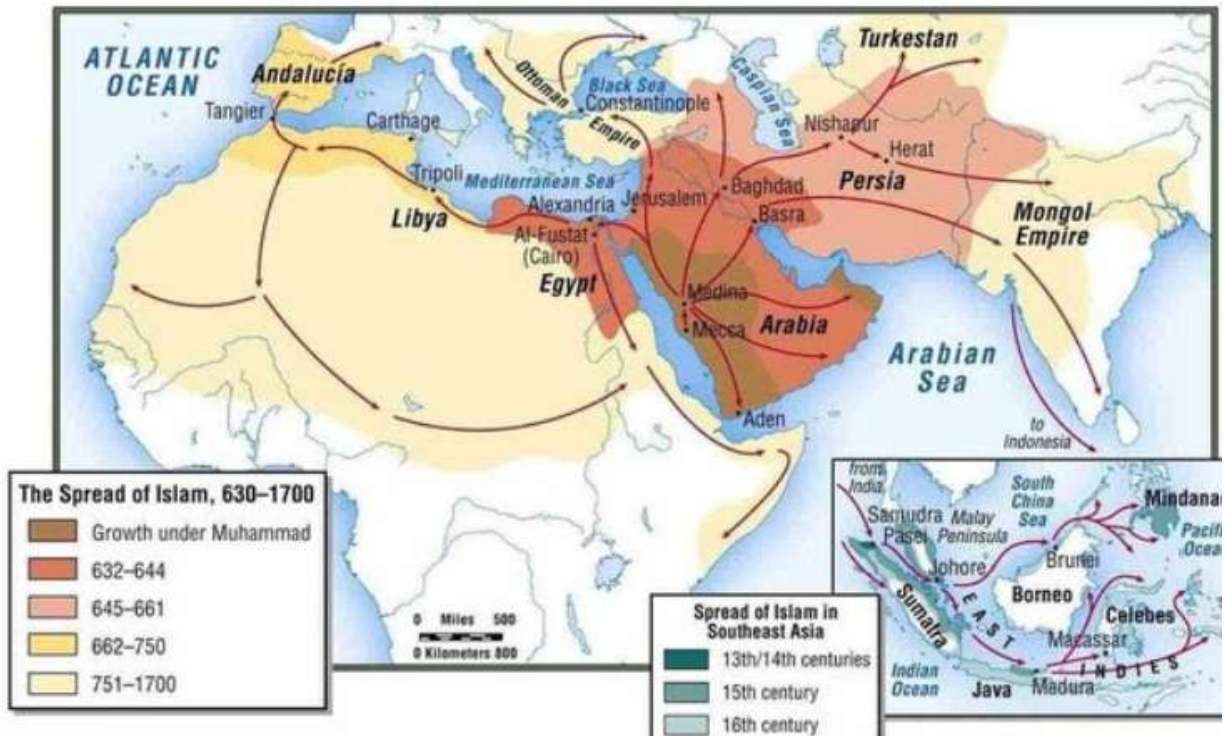 ATLANTIC
OCEAN
Andalucía
Tangier
Carthage
Tripoli
Libya
Mediterranean Sea
Ottoman
Empire
Black Sea
Constantinople
Caspian Sea
Turkestan
Nishapur
Herat
Persia
Mongol
Empire
Alexandria
Jerusalem
Baghdad
Basra
Al-Fustat
(Cairo)
Egypt
Medina
Mecca
Arabia
Aden
Arabian
Sea
to
Indonesia
The Spread of Islam, 630–1700
Growth under Muhammad
632–644
645–661
662–750
751–1700
0 Miles 500
0 Kilometers 800
Spread of Islam in
Southeast Asia
13th/14th centuries
15th century
16th century
from
India
Samudra
Pasei
Malay
Peninsula
South
China
Sea
Mindana
Pacif
Ocean
Johore
Brunei
Borneo
Sumatra
Celebes
Macassar
EAST
INDIES
Indian
Ocean
Java
Madura